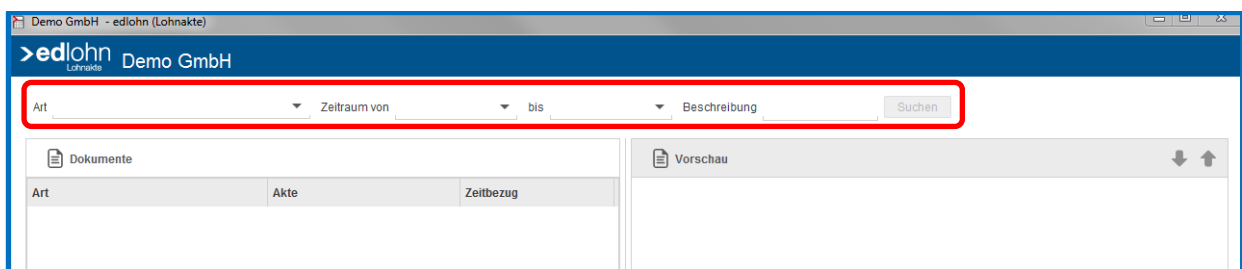 Demo GmbH - edlohn (Lohnakte)
>edlohn Demo GmbH
Lohnakte
Art Zeitraum von bis Beschreibung Suchen
Dokumente Vorschau
Art Akte Zeitbezug